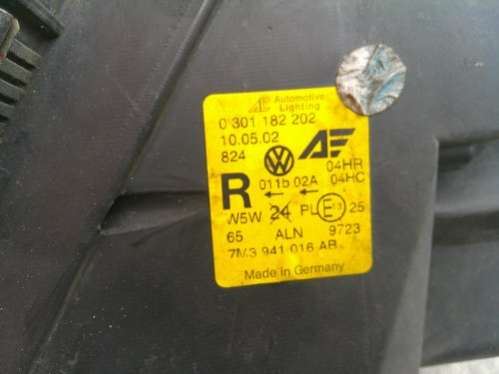 AE Automotive
Lighting
0 301 182 202
10.05.02
824
AE
04HR
R 011b 02A 04HC
W5W 24 PL E 25
65 ALN 9723
7M3 941 016 AB
Made in Germany